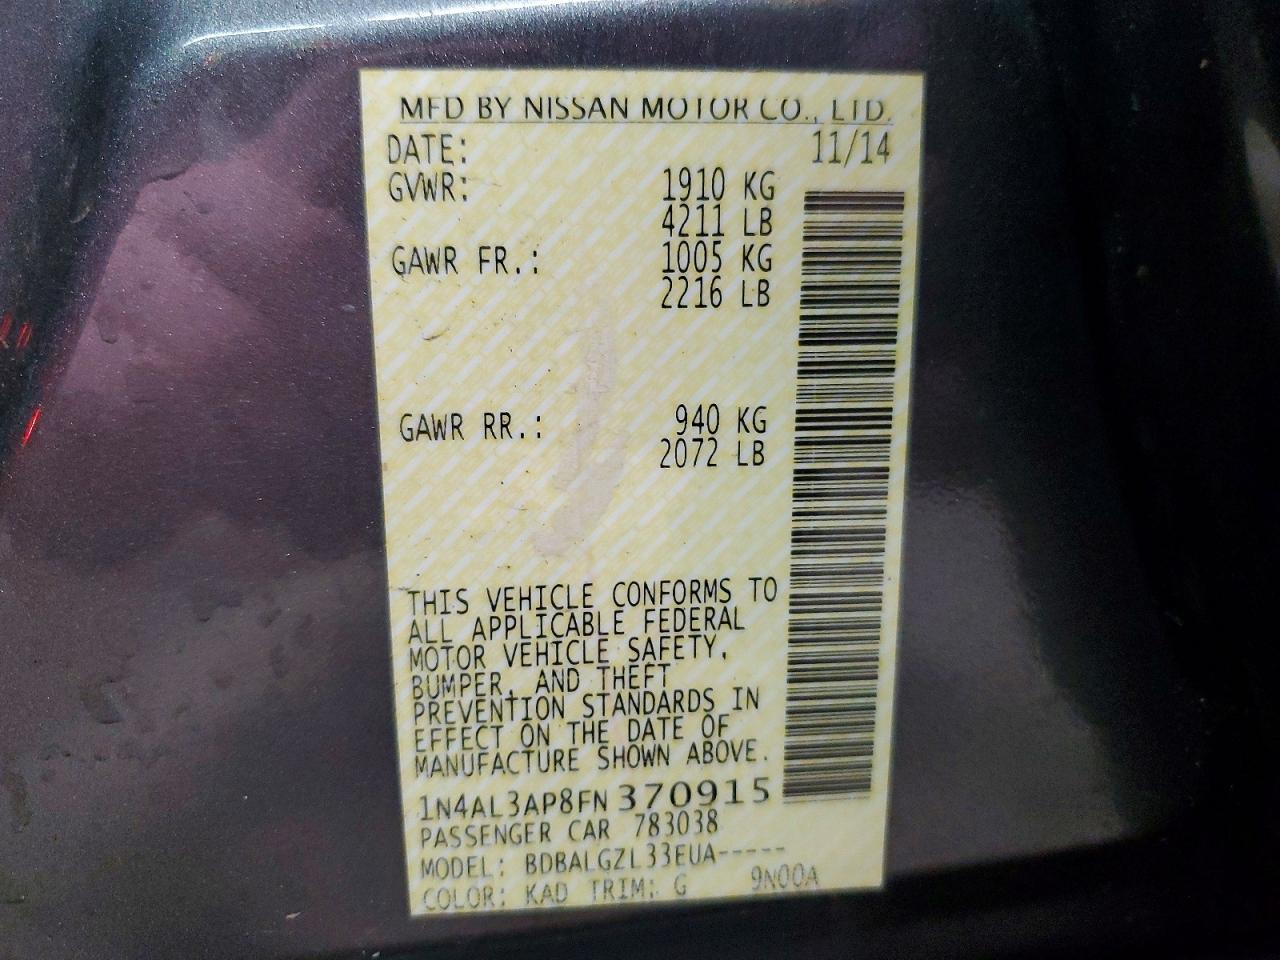 MFD BY NISSAN MOTOR CO., LTD.
DATE: 11/14
GVWR: 1910 KG
4211 LB
GAWR FR.: 1005 KG
2216 LB
GAWR RR.: 940 KG
2072 LB
THIS VEHICLE CONFORMS TO
ALL APPLICABLE FEDERAL
MOTOR VEHICLE SAFETY,
BUMPER, AND THEFT
PREVENTION STANDARDS IN
EFFECT ON THE DATE OF
MANUFACTURE SHOWN ABOVE.
1N4AL3AP8FN370915
PASSENGER CAR 783038
MODEL: BDBALGZL33EUA-----
COLOR: KAD TRIM: G 9N00A